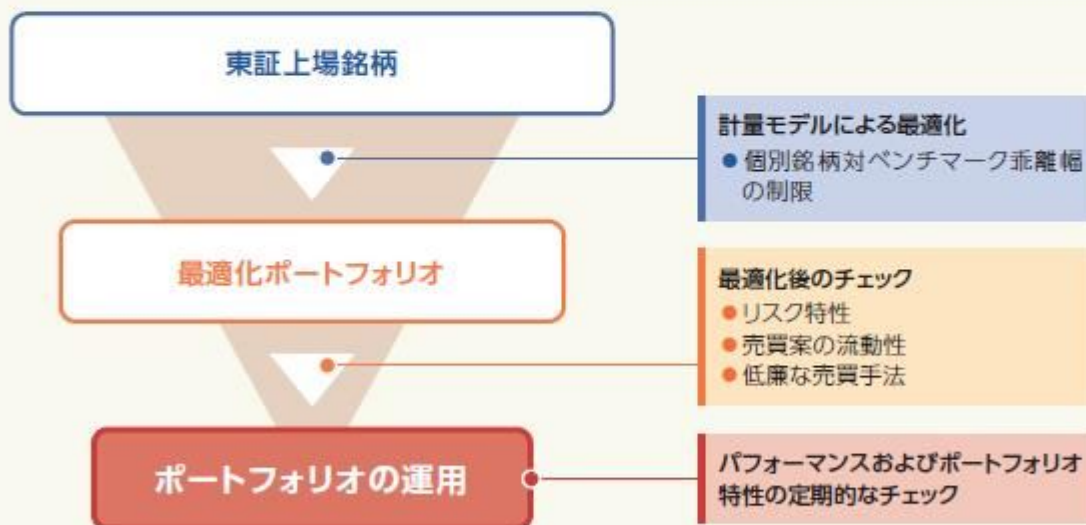 東証上場銘柄
計量モデルによる最適化
●個別銘柄対ベンチマーク乖離幅
の制限
最適化ポートフォリオ
最適化後のチェック
●リスク特性
●売買案の流動性
●低廉な売買手法
ポートフォリオの運用
パフォーマンスおよびポートフォリオ
特性の定期的なチェック